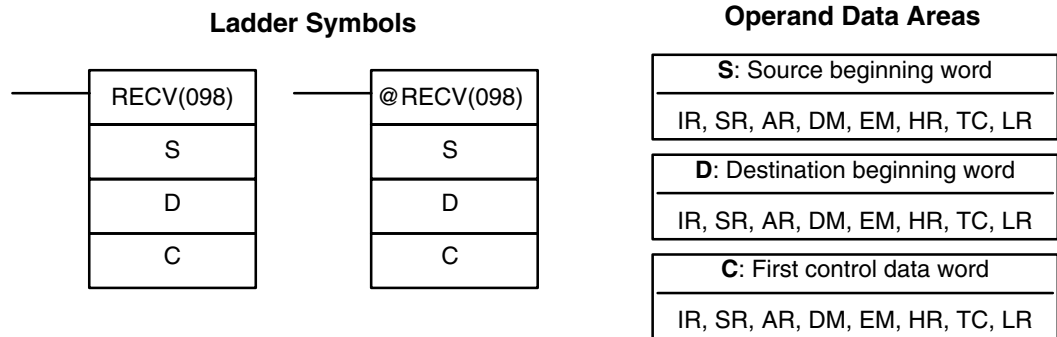 Ladder Symbols
RECV(098)
S
D
C
@RECV(098)
S
D
C
Operand Data Areas
S: Source beginning word
IR, SR, AR, DM, EM, HR, TC, LR
D: Destination beginning word
IR, SR, AR, DM, EM, HR, TC, LR
C: First control data word
IR, SR, AR, DM, EM, HR, TC, LR